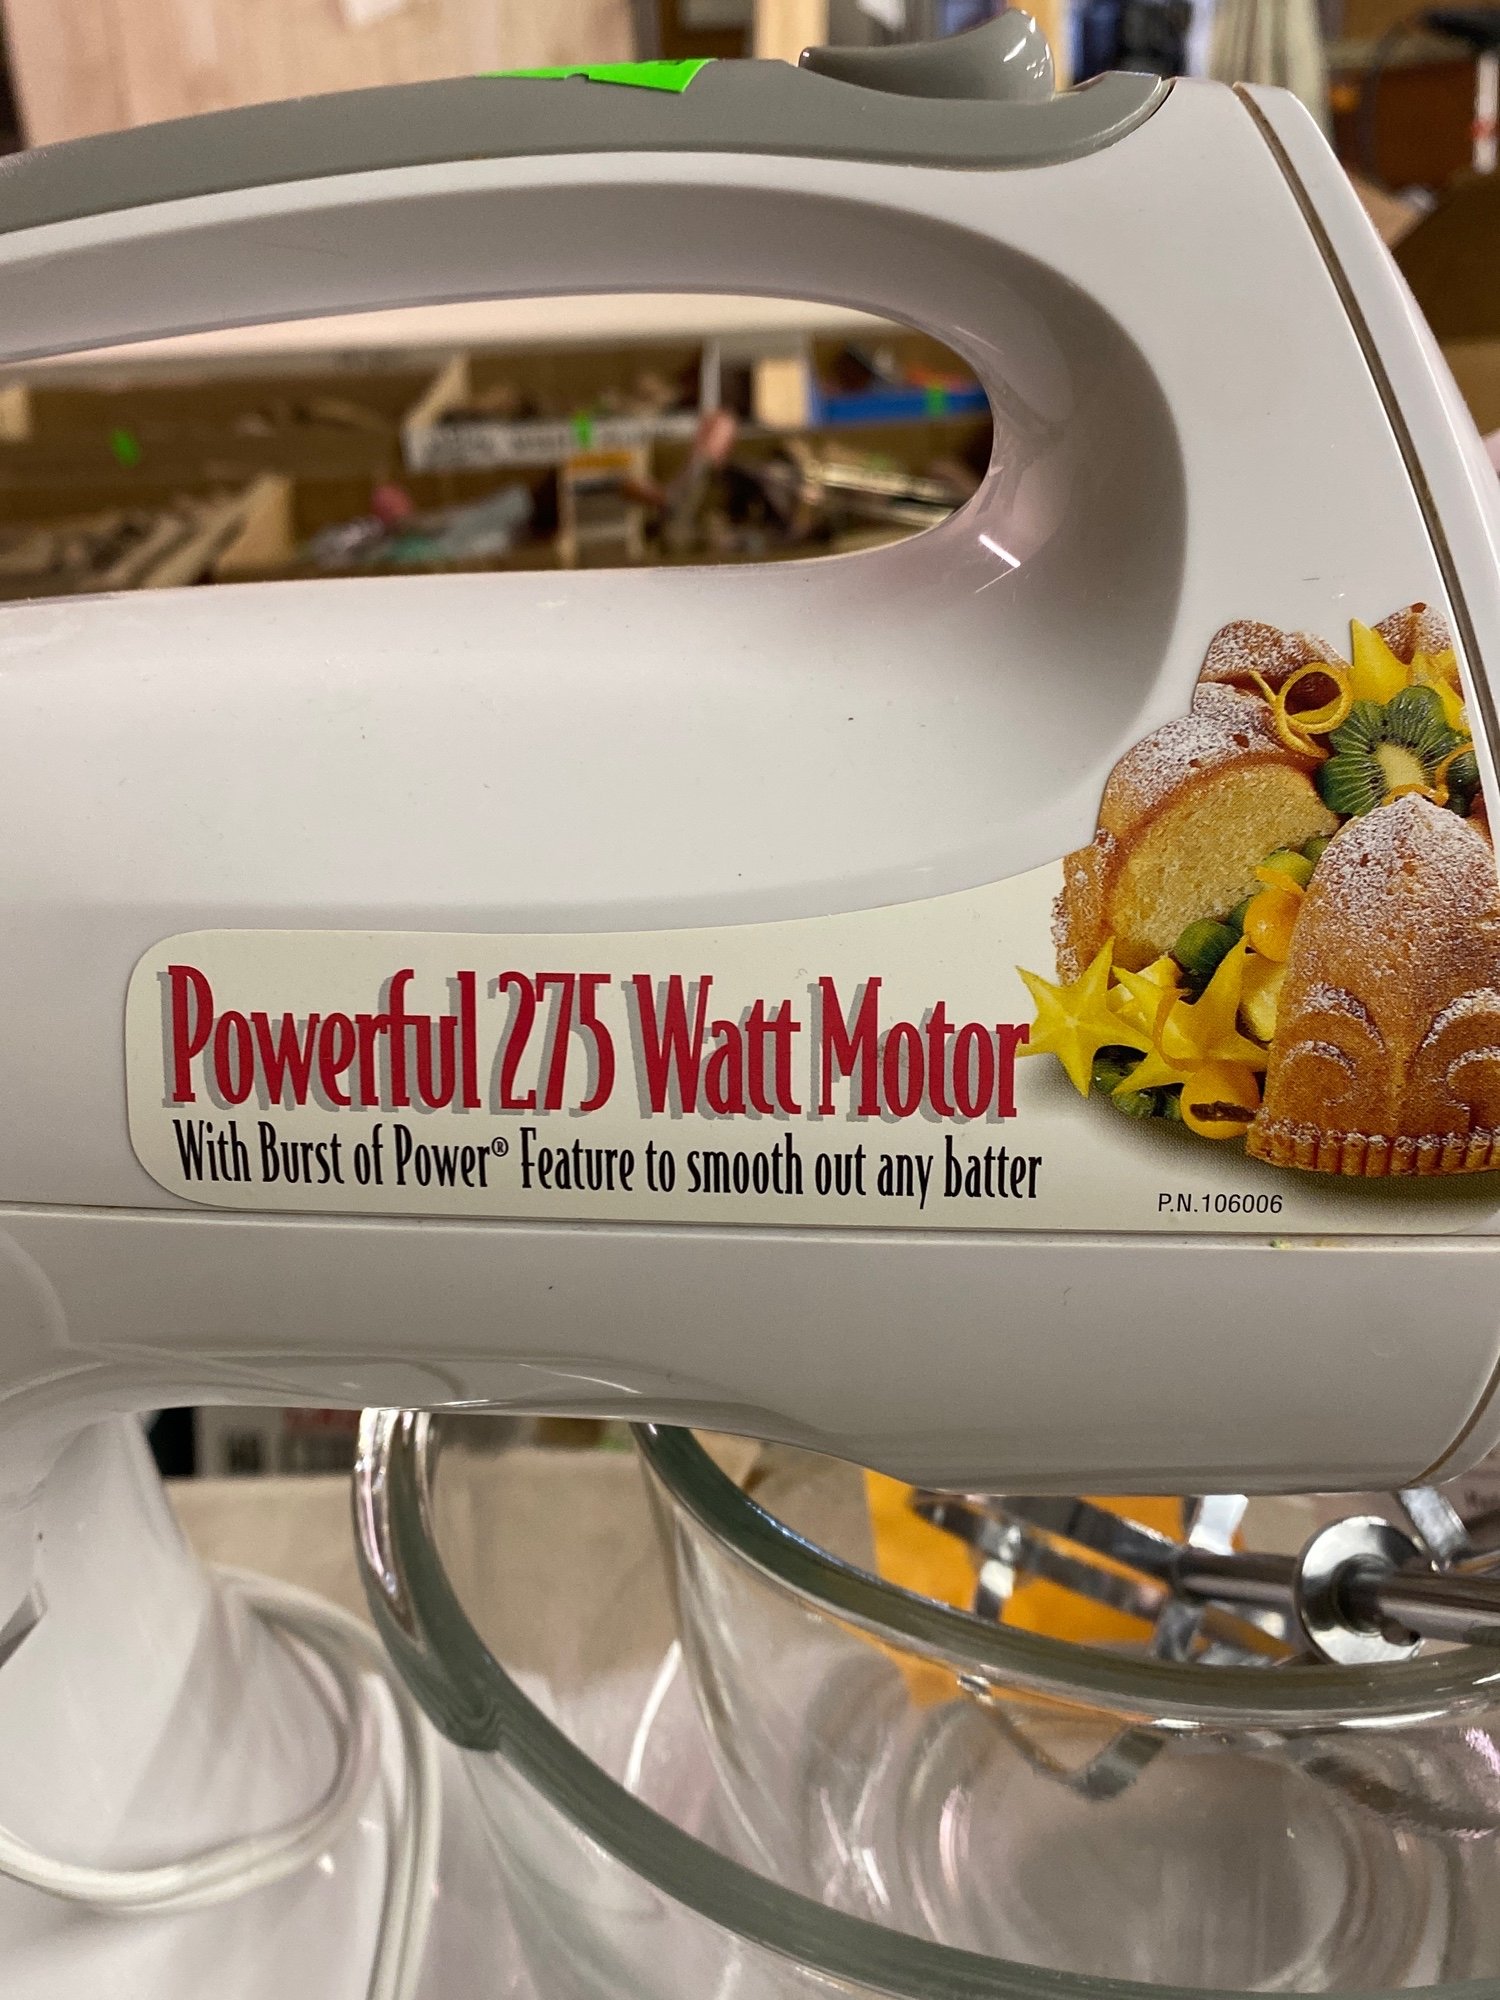 Powerful 275 Watt Motor
With Burst of Power® Feature to smooth out any batter
P.N.106006